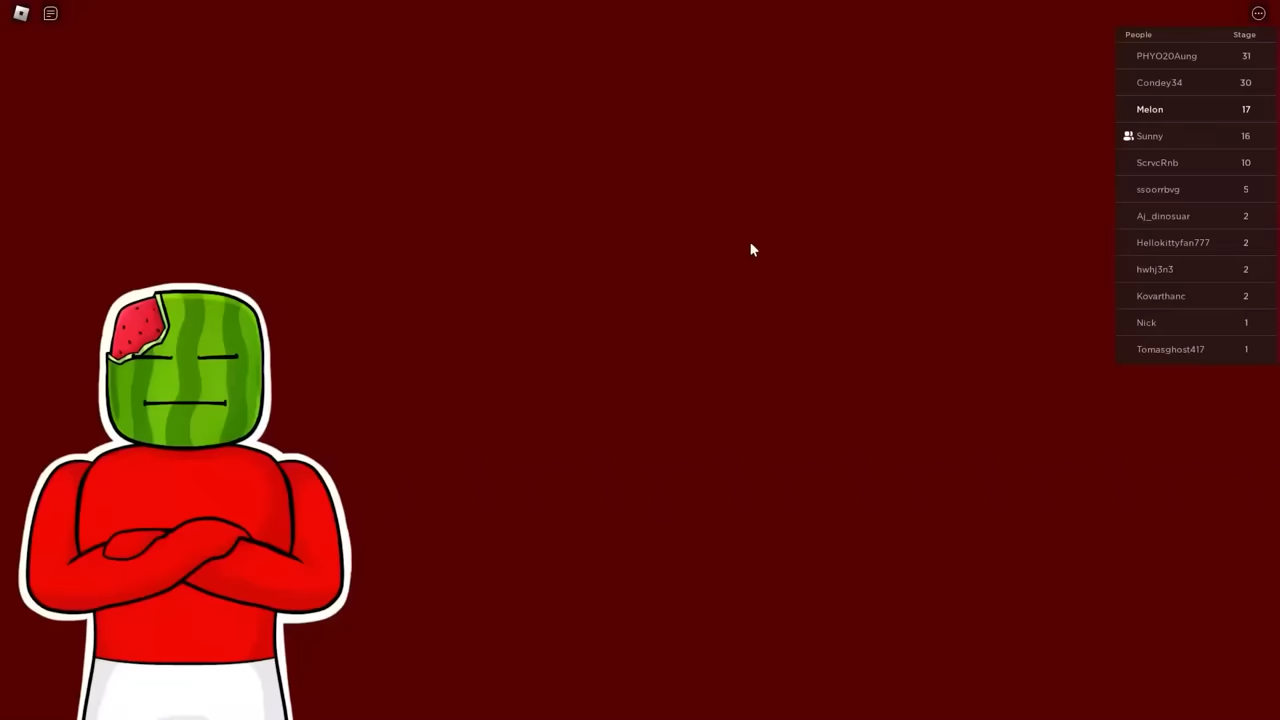 People Stage
PHYO20Aung 31
Condey34 30
Melon 17
Sunny 16
ScrvcRnb 10
ssoorrbvg 5
Aj_dinosuar 2
Hellokittyfan777 2
hwhj3n3 2
Kovarthanc 2
Nick 1
Tomasghost417 1